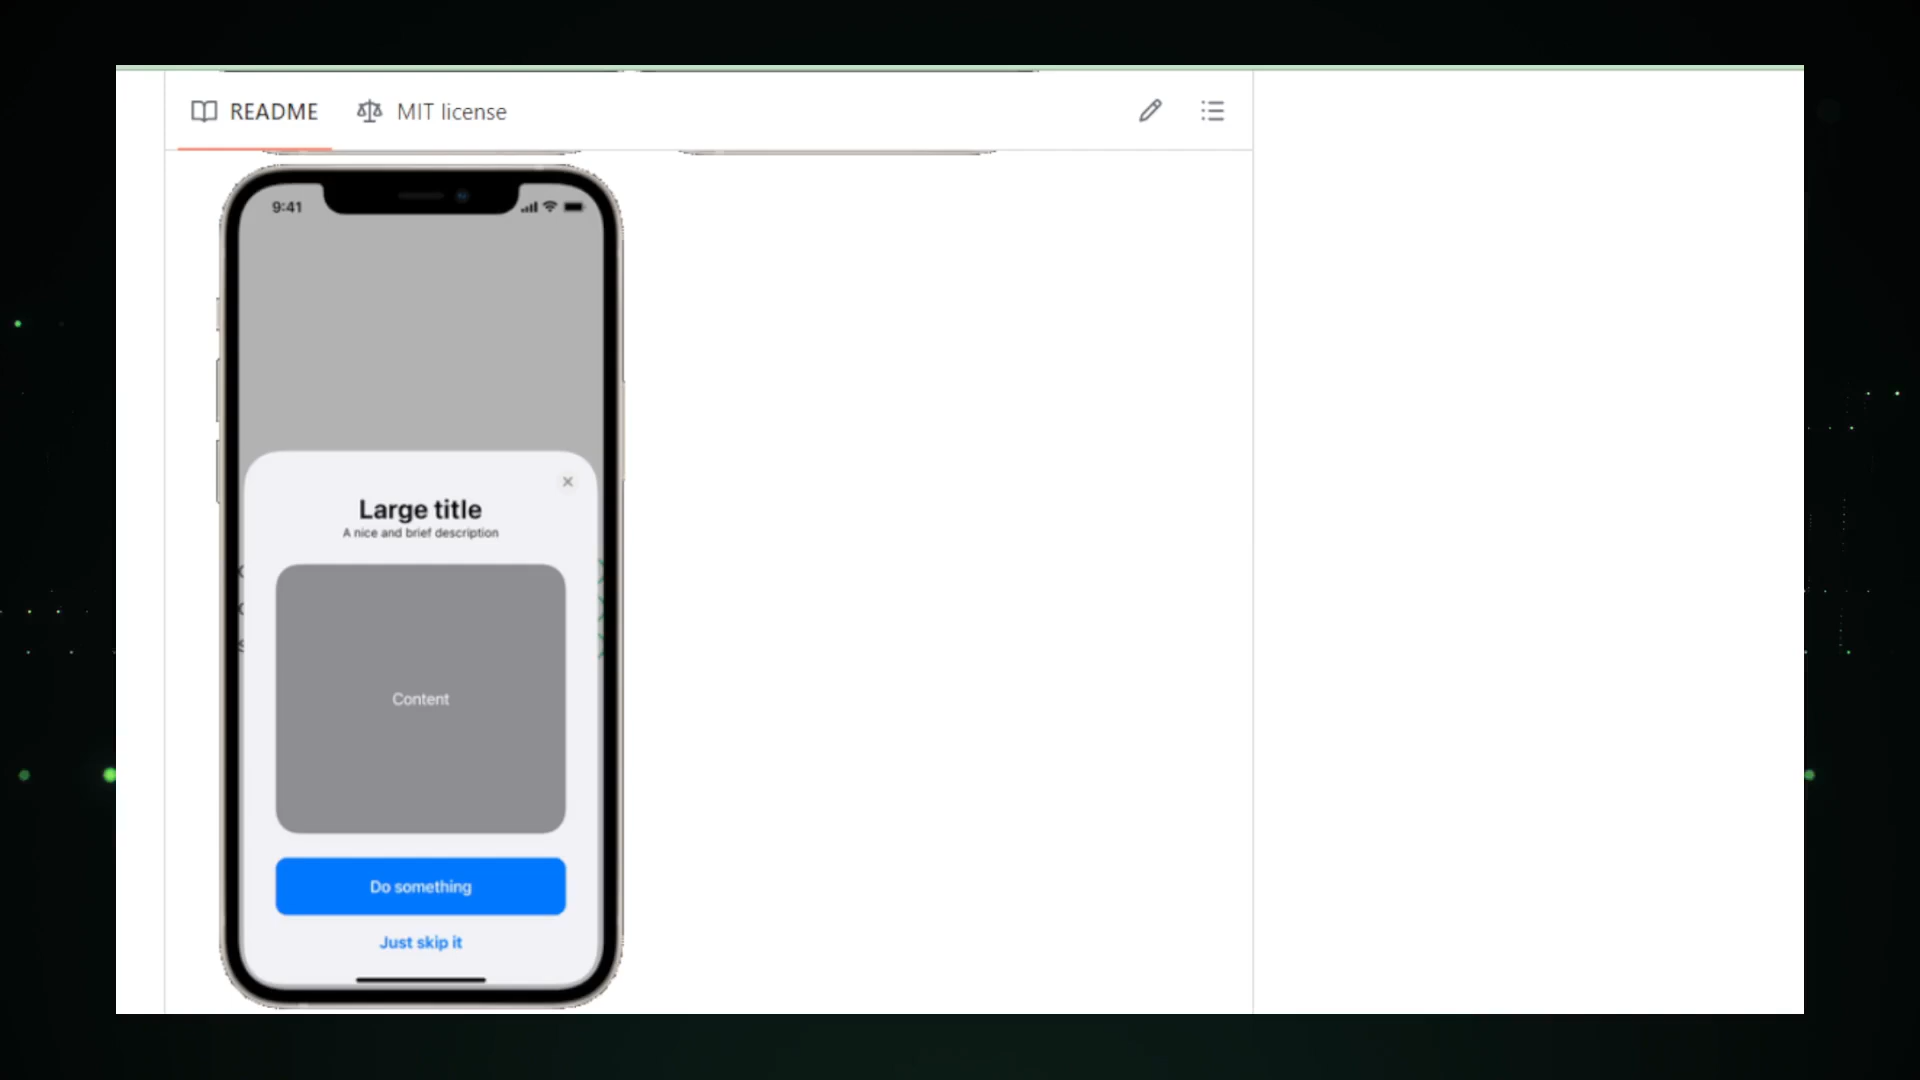 README
MIT license
9:41
Large title
A nice and brief description
Content
Do something
Just skip it